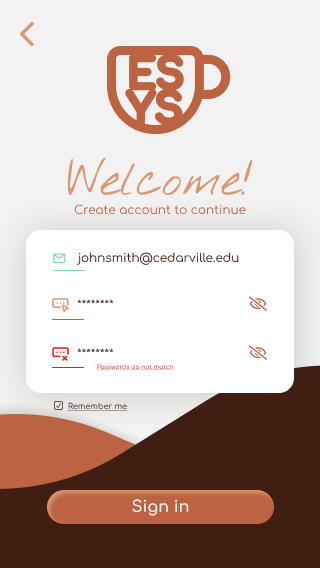 ES
YS
Welcome!
Create account to continue
johnsmith@cedarville.edu
********
********
Passwords do not match
Remember me
Sign in